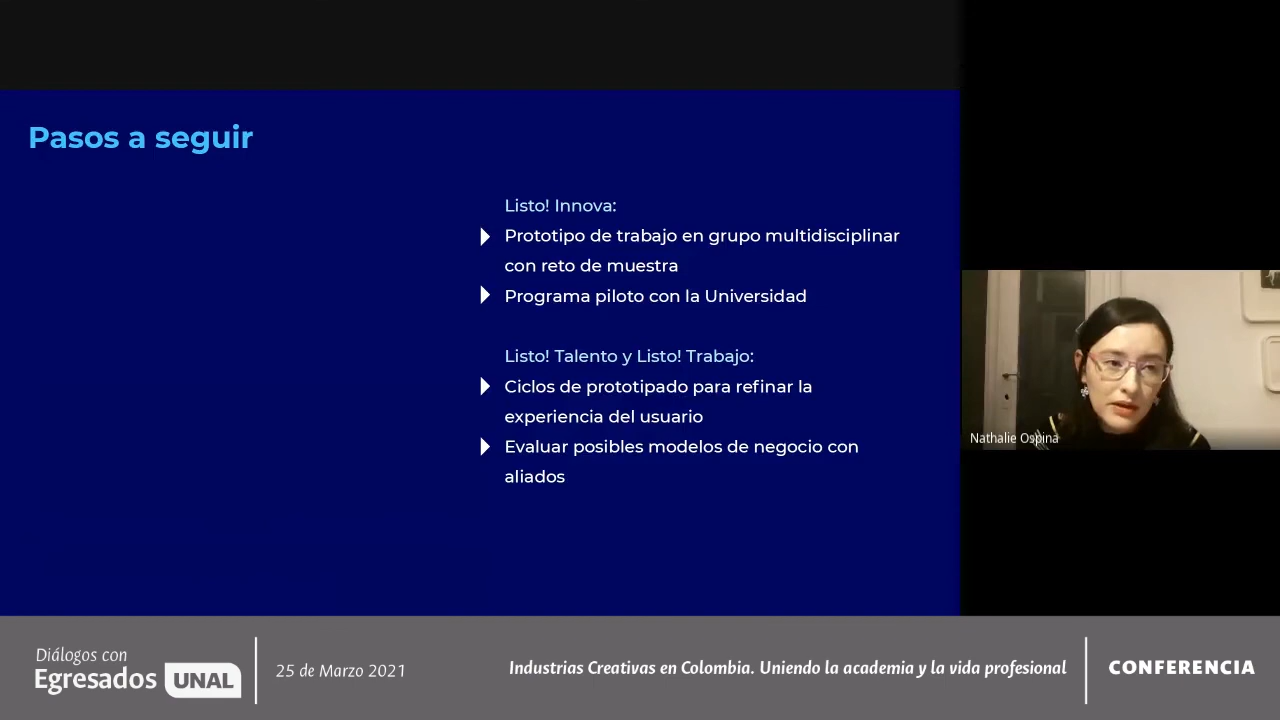 Pasos a seguir
Listo! Innova:
Prototipo de trabajo en grupo multidisciplinar
con reto de muestra
Programa piloto con la Universidad
Listo! Talento y Listo! Trabajo:
Ciclos de prototipado para refinar la
experiencia del usuario
Evaluar posibles modelos de negocio con
aliados
Nathalie Ospina
Diálogos con
Egresados UNAL
25 de Marzo 2021
Industrias Creativas en Colombia. Uniendo la academia y la vida profesional
CONFERENCIA